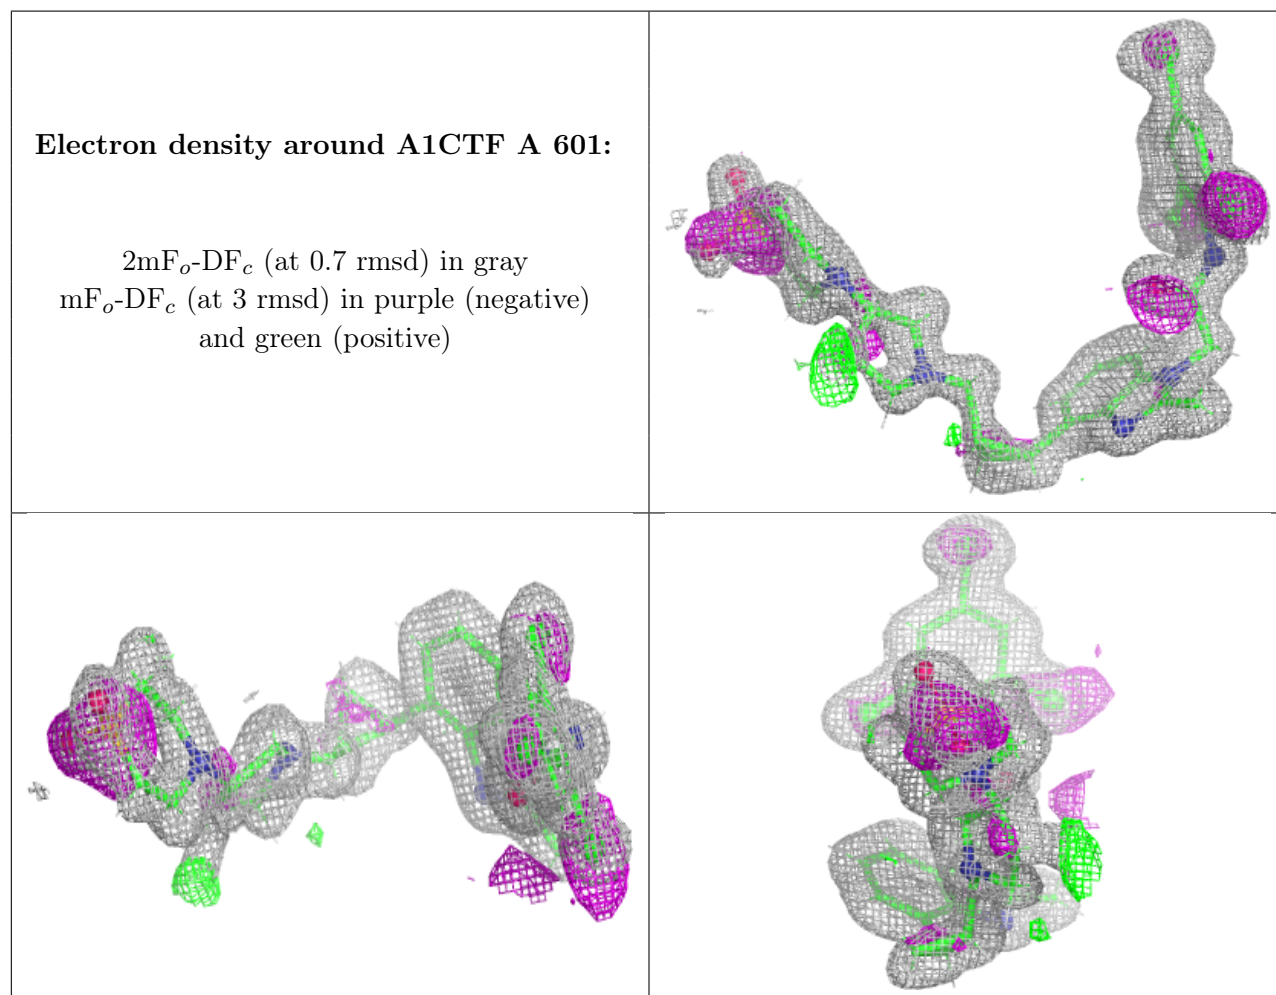 Electron density around A1CTF A 601:
2mFₒ-DF𝒸 (at 0.7 rmsd) in gray
mFₒ-DF𝒸 (at 3 rmsd) in purple (negative)
and green (positive)